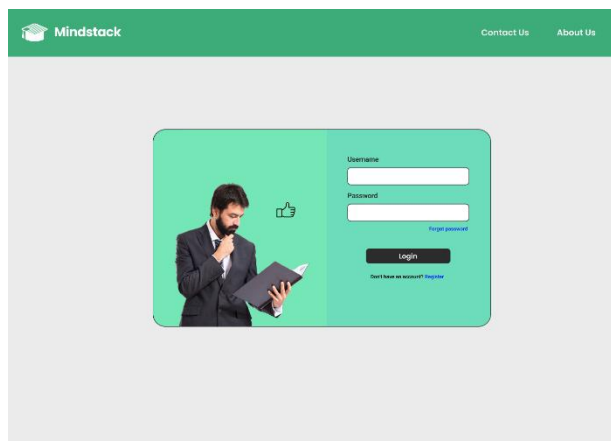 Mindstack
Contact Us
About Us
Username
Password
Forgot password
Login
Don't have an account? Register